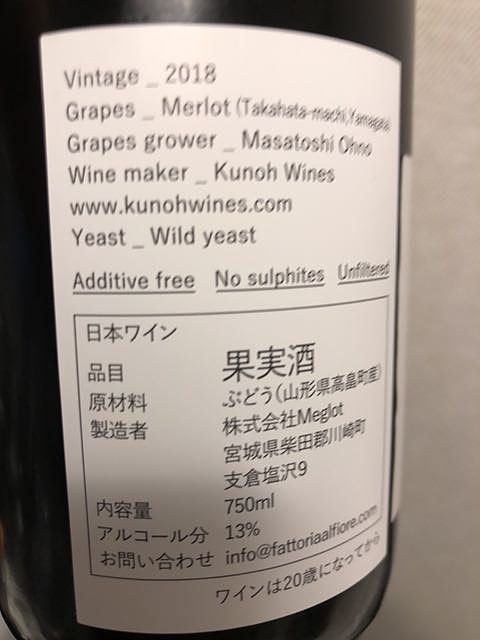 Vintage _ 2018
Grapes _ Merlot (Takahata-machi,Yamagata)
Grapes grower _ Masatoshi Ohno
Wine maker _ Kunoh Wines
www.kunohwines.com
Yeast _ Wild yeast
Additive free No sulphites Unfiltered
日本ワイン
品目 果実酒
原材料 ぶどう(山形県高畠町産)
製造者 株式会社Meglot
宮城県柴田郡川崎町
支倉塩沢9
内容量 750ml
アルコール分 13%
お問い合わせ info@fattoriaalfiore.com
ワインは20歳になってから